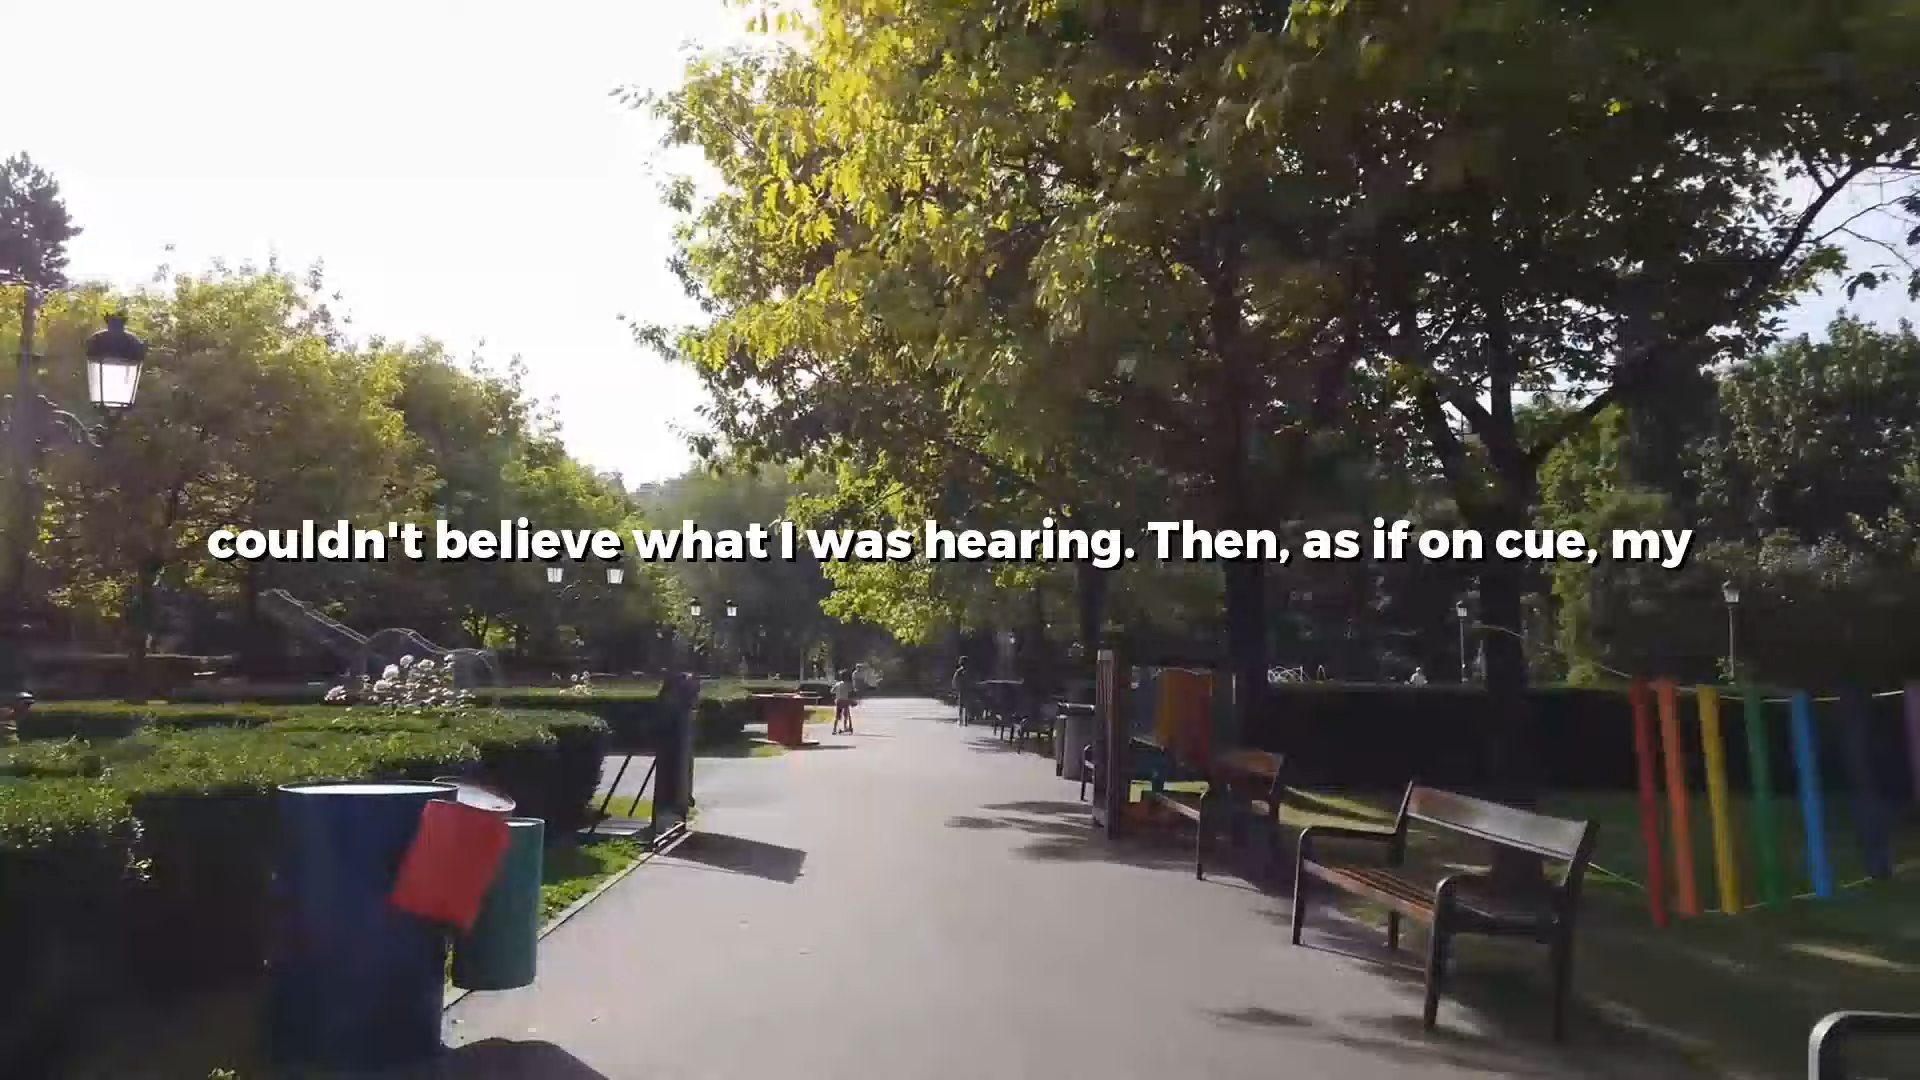 couldn't believe what I was hearing. Then, as if on cue, my